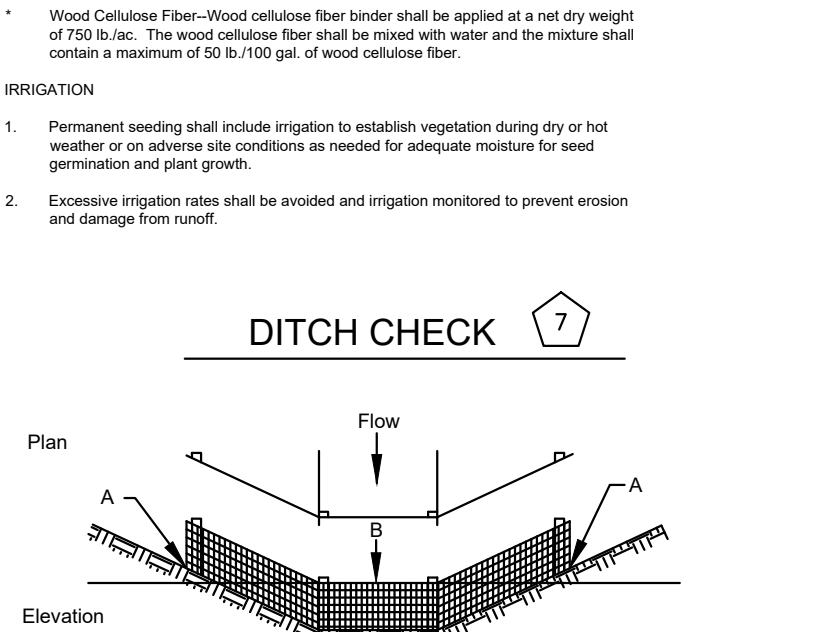 * Wood Cellulose Fiber--Wood cellulose fiber binder shall be applied at a net dry weight
of 750 lb./ac. The wood cellulose fiber shall be mixed with water and the mixture shall
contain a maximum of 50 lb./100 gal. of wood cellulose fiber.
IRRIGATION
1. Permanent seeding shall include irrigation to establish vegetation during dry or hot
weather or on adverse site conditions as needed for adequate moisture for seed
germination and plant growth.
2. Excessive irrigation rates shall be avoided and irrigation monitored to prevent erosion
and damage from runoff.
DITCH CHECK 7
Flow
Plan
A
A
B
Elevation